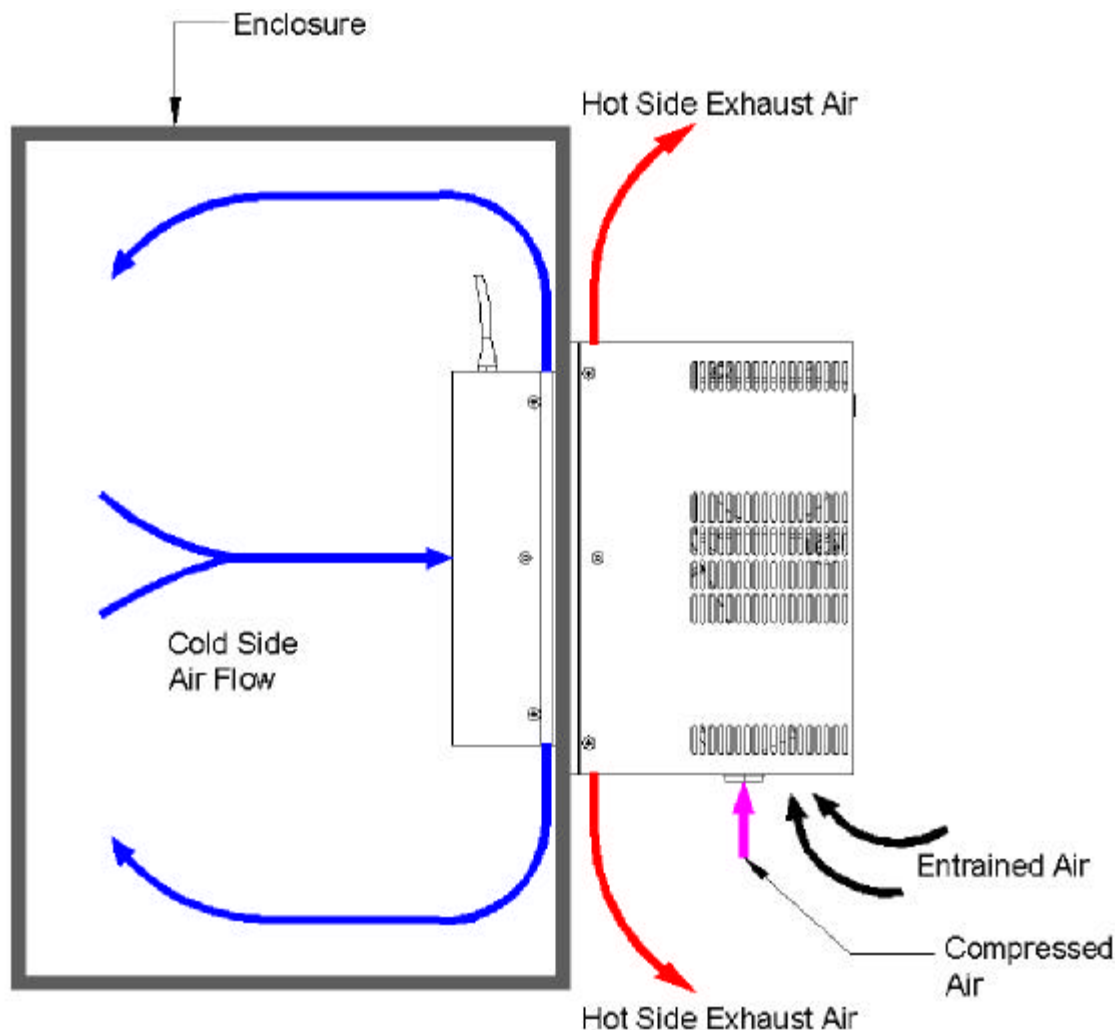 Enclosure
Hot Side Exhaust Air
Cold Side
Air Flow
Entrained Air
Compressed
Air
Hot Side Exhaust Air